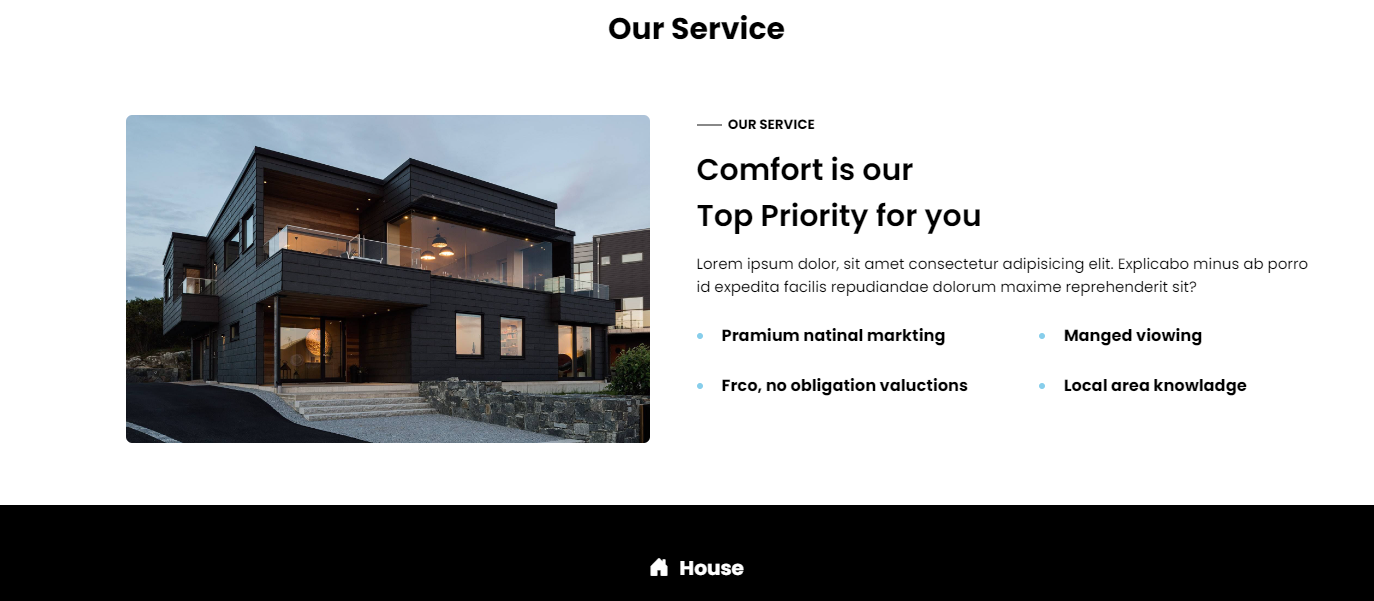 Our Service
OUR SERVICE
Comfort is our
Top Priority for you
Lorem ipsum dolor, sit amet consectetur adipisicing elit. Explicabo minus ab porro
id expedita facilis repudiandae dolorum maxime reprehenderit sit?
Pramium natinal markting
Manged viowing
Frco, no obligation valuctions
Local area knowladge
House